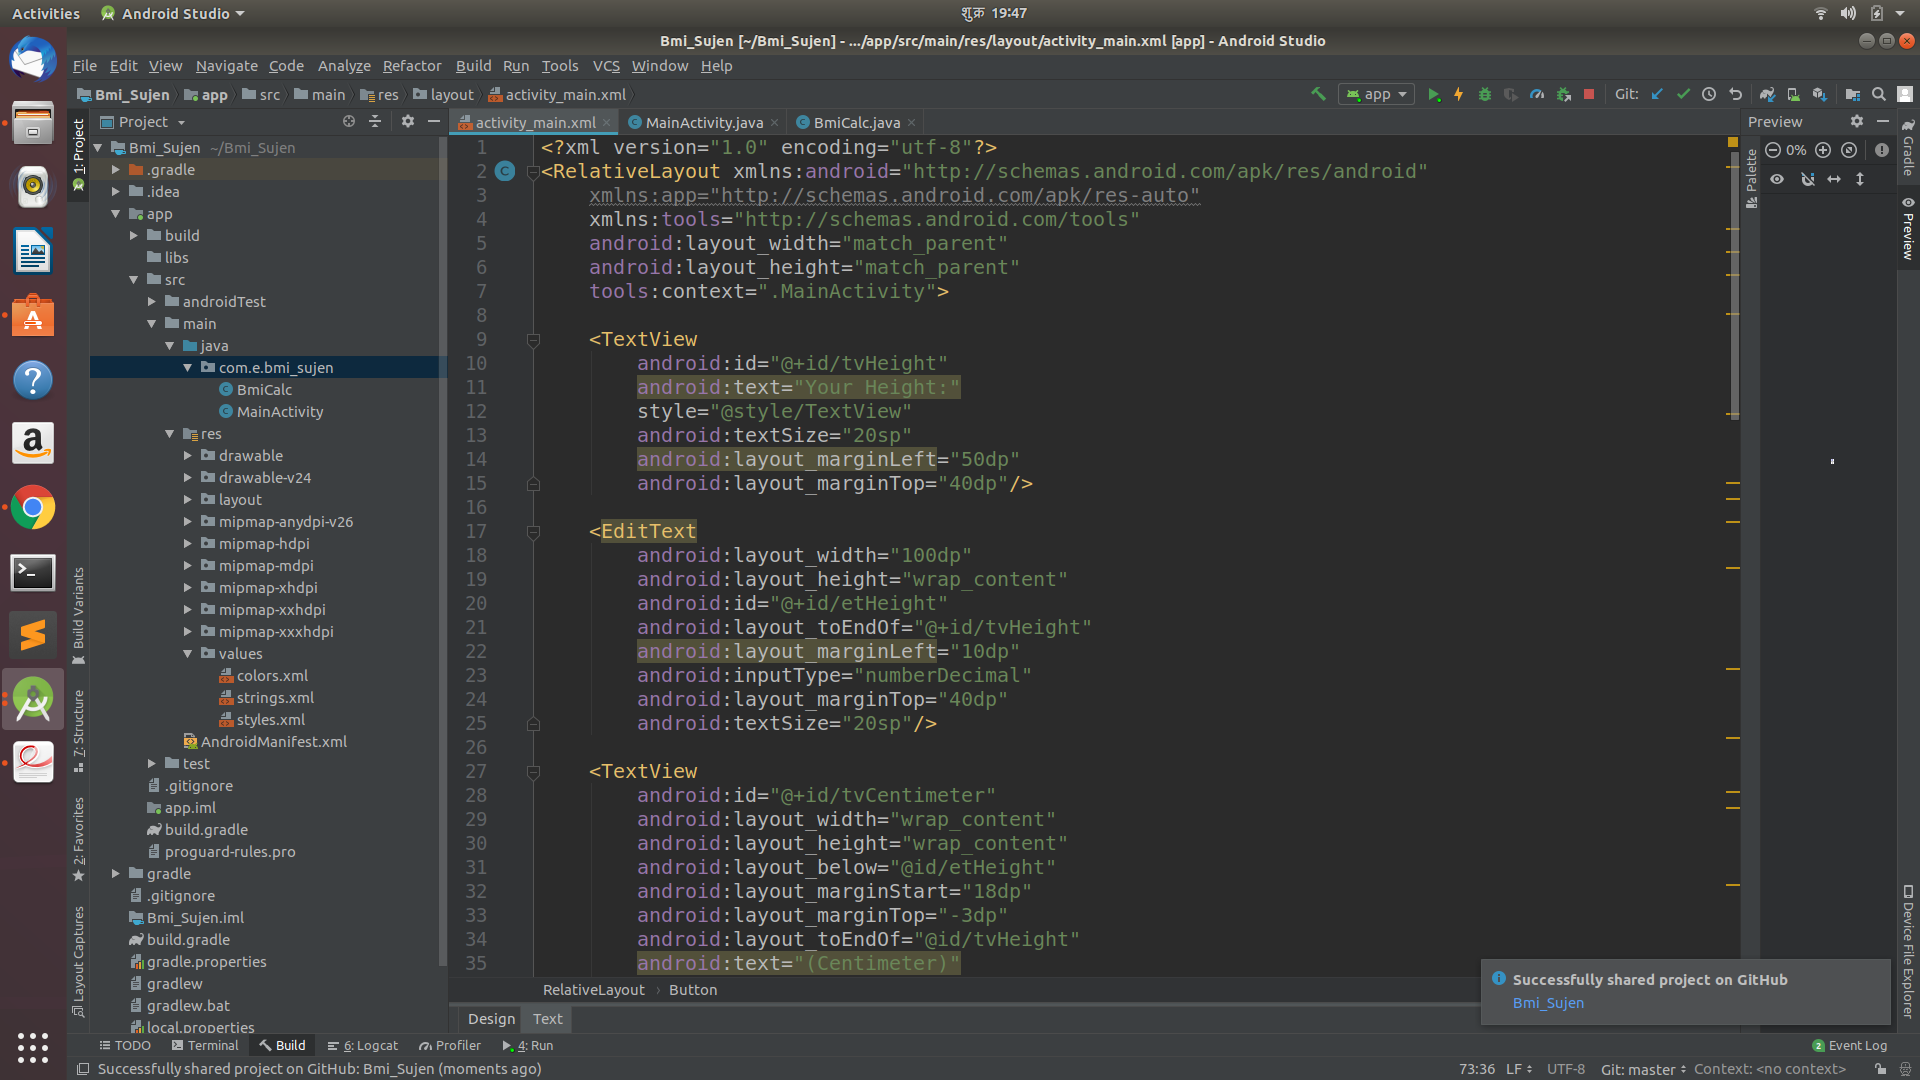 Activities
Android Studio
शुक्र 19:47
Bmi_Sujen [~/Bmi_Sujen] - .../app/src/main/res/layout/activity_main.xml [app] - Android Studio
File Edit View Navigate Code Analyze Refactor Build Run Tools VCS Window Help
Bmi_Sujen app src main res layout activity_main.xml
app
Git:
Project
activity_main.xml
MainActivity.java
BmiCalc.java
Preview
1: Project
Build Variants
7: Structure
2: Favorites
Layout Captures
Bmi_Sujen ~/Bmi_Sujen
.gradle
.idea
app
build
libs
src
androidTest
main
java
com.e.bmi_sujen
BmiCalc
MainActivity
res
drawable
drawable-v24
layout
mipmap-anydpi-v26
mipmap-hdpi
mipmap-mdpi
mipmap-xhdpi
mipmap-xxhdpi
mipmap-xxxhdpi
values
colors.xml
strings.xml
styles.xml
AndroidManifest.xml
test
.gitignore
app.iml
build.gradle
proguard-rules.pro
gradle
.gitignore
Bmi_Sujen.iml
build.gradle
gradle.properties
gradlew
gradlew.bat
local.properties
1 <?xml version="1.0" encoding="utf-8"?>
2 <RelativeLayout xmlns:android="http://schemas.android.com/apk/res/android"
3 xmlns:app="http://schemas.android.com/apk/res-auto"
4 xmlns:tools="http://schemas.android.com/tools"
5 android:layout_width="match_parent"
6 android:layout_height="match_parent"
7 tools:context=".MainActivity">
8
9 <TextView
10 android:id="@+id/tvHeight"
11 android:text="Your Height:"
12 style="@style/TextView"
13 android:textSize="20sp"
14 android:layout_marginLeft="50dp"
15 android:layout_marginTop="40dp"/>
16
17 <EditText
18 android:layout_width="100dp"
19 android:layout_height="wrap_content"
20 android:id="@+id/etHeight"
21 android:layout_toEndOf="@+id/tvHeight"
22 android:layout_marginLeft="10dp"
23 android:inputType="numberDecimal"
24 android:layout_marginTop="40dp"
25 android:textSize="20sp"/>
26
27 <TextView
28 android:id="@+id/tvCentimeter"
29 android:layout_width="wrap_content"
30 android:layout_height="wrap_content"
31 android:layout_below="@id/etHeight"
32 android:layout_marginStart="18dp"
33 android:layout_marginTop="-3dp"
34 android:layout_toEndOf="@id/tvHeight"
35 android:text="(Centimeter)"
RelativeLayout › Button
Design Text
Palette
0%
Gradle
Preview
Device File Explorer
Successfully shared project on GitHub
Bmi_Sujen
TODO Terminal Build 6: Logcat Profiler 4: Run
2 Event Log
Successfully shared project on GitHub: Bmi_Sujen (moments ago)
73:36 LF UTF-8 Git: master Context: <no context>